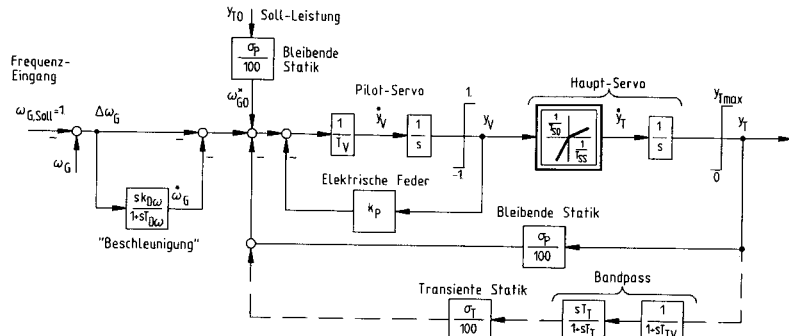 y_T0 Soll-Leistung
σ_P
100
Bleibende
Statik
Frequenz-
Eingang
ω_G,Soll=1
Δω_G
ω*_G0
ω_G
Pilot-Servo
Haupt-Servo
1
T_V
ẏ_V
1
s
1
-1
y_V
1
T_SÖ
1
T_SS
ẏ_T
1
s
y_Tmax
0
y_T
sk_Dω
1+sT_Dω
ω̇_G
"Beschleunigung"
Elektrische Feder
k_P
Bleibende Statik
σ_P
100
Transiente Statik
σ_T
100
Bandpass
sT_T
1+sT_T
1
1+sT_TV